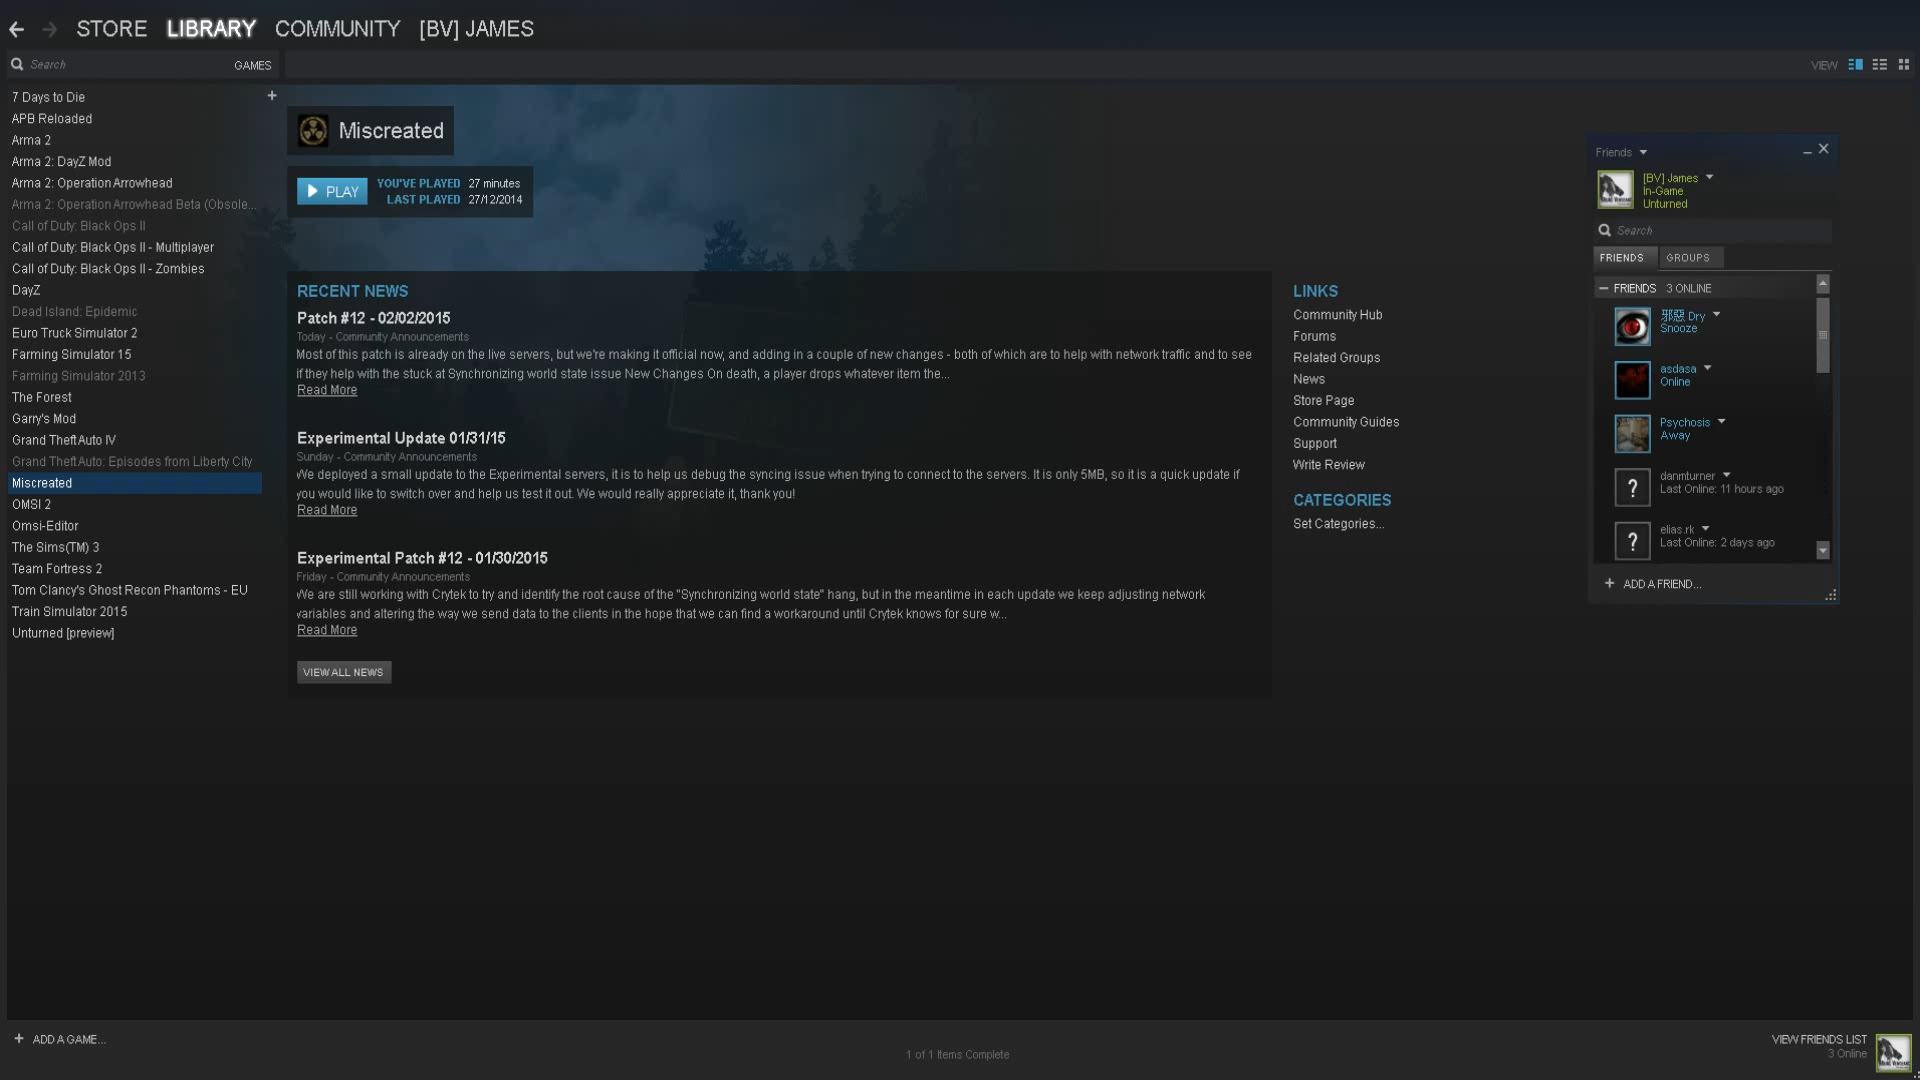 STORE LIBRARY COMMUNITY [BV] JAMES
Search GAMES
VIEW
7 Days to Die
APB Reloaded
Arma 2
Arma 2: DayZ Mod
Arma 2: Operation Arrowhead
Arma 2: Operation Arrowhead Beta (Obsole...
Call of Duty: Black Ops II
Call of Duty: Black Ops II - Multiplayer
Call of Duty: Black Ops II - Zombies
DayZ
Dead Island: Epidemic
Euro Truck Simulator 2
Farming Simulator 15
Farming Simulator 2013
The Forest
Garry's Mod
Grand Theft Auto IV
Grand Theft Auto: Episodes from Liberty City
Miscreated
OMSI 2
Omsi-Editor
The Sims(TM) 3
Team Fortress 2
Tom Clancy's Ghost Recon Phantoms - EU
Train Simulator 2015
Unturned [preview]
Miscreated
PLAY
YOU'VE PLAYED 27 minutes
LAST PLAYED 27/12/2014
RECENT NEWS
Patch #12 - 02/02/2015
Today - Community Announcements
Most of this patch is already on the live servers, but we're making it official now, and adding in a couple of new changes - both of which are to help with network traffic and to see
if they help with the stuck at Synchronizing world state issue New Changes On death, a player drops whatever item the...
Read More
Experimental Update 01/31/15
Sunday - Community Announcements
We deployed a small update to the Experimental servers, it is to help us debug the syncing issue when trying to connect to the servers. It is only 5MB, so it is a quick update if
you would like to switch over and help us test it out. We would really appreciate it, thank you!
Read More
Experimental Patch #12 - 01/30/2015
Friday - Community Announcements
We are still working with Crytek to try and identify the root cause of the "Synchronizing world state" hang, but in the meantime in each update we keep adjusting network
variables and altering the way we send data to the clients in the hope that we can find a workaround until Crytek knows for sure w...
Read More
VIEW ALL NEWS
LINKS
Community Hub
Forums
Related Groups
News
Store Page
Community Guides
Support
Write Review
CATEGORIES
Set Categories...
Friends
[BV] James
In-Game
Unturned
Search
FRIENDS GROUPS
FRIENDS 3 ONLINE
邪惡 Dry
Snooze
asdasa
Online
Psychosis
Away
danmturner
Last Online: 11 hours ago
elias.rk
Last Online: 2 days ago
ADD A FRIEND...
ADD A GAME...
1 of 1 Items Complete
VIEW FRIENDS LIST
3 Online